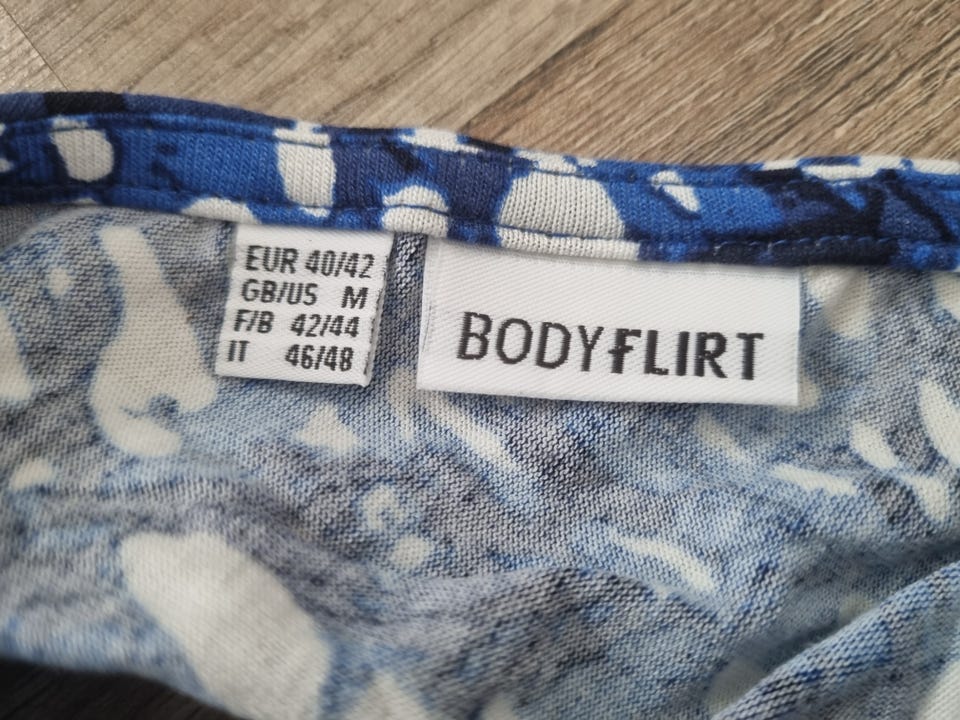 EUR 40/42
GB/US M
F/B 42/44
IT 46/48
BODYFLIRT